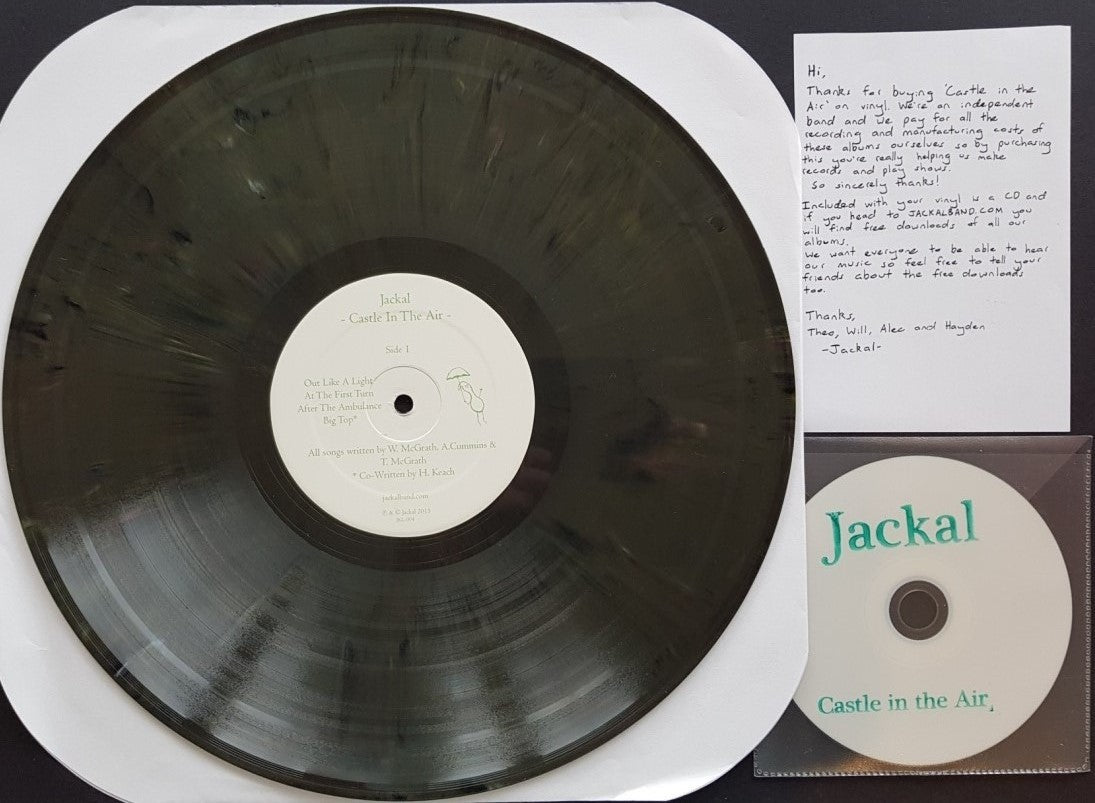 Jackal
- Castle In The Air -
Side 1
Out Like A Light
At The First Turn
After The Ambulance
Big Top*
All songs written by W. McGrath, A.Cummins &
T. McGrath
* Co-Written by H. Keach
jackalband.com
℗ & © Jackal 2013
Hi,
Thanks for buying 'Castle in the
Air' on vinyl. We're an independent
band and we pay for all the
recording and manufacturing costs of
these albums ourselves so by purchasing
this you're really helping us make
records and play shows.
So sincerely thanks!
Included with your vinyl is a CD and
if you head to JACKALBAND.COM you
will find free downloads of all our
albums.
We want everyone to be able to hear
our music so feel free to tell your
friends about the free downloads
too.
Thanks,
Theo, Will, Alec and Hayden
-Jackal-
Jackal
Castle in the Air